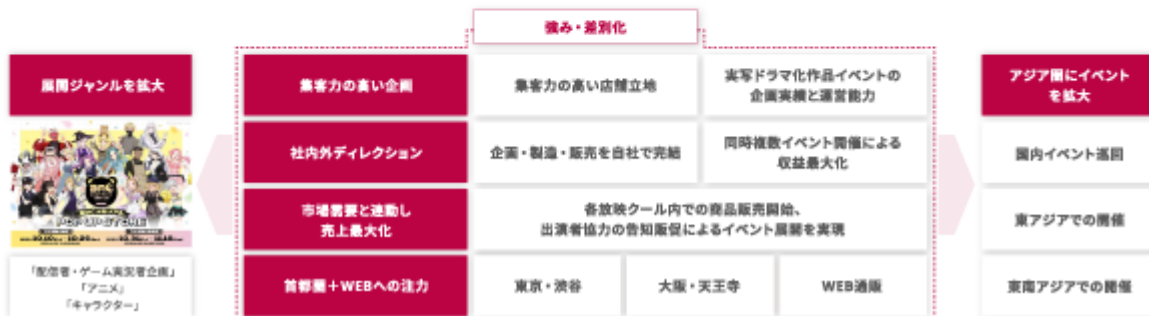 強み・差別化
展開ジャンルを拡大
「配信者・ゲーム実況者企画」
「アニメ」
「キャラクター」
集客力の高い企画
集客力の高い店舗立地
実写ドラマ化作品イベントの
企画実績と運営能力
社内外ディレクション
企画・製造・販売を自社で完結
同時複数イベント開催による
収益最大化
市場需要と連動し
売上最大化
各放映クール内での商品販売開始、
出演者協力の告知販促によるイベント展開を実現
首都圏＋WEBへの注力
東京・渋谷
大阪・天王寺
WEB通販
アジア圏にイベント
を拡大
国内イベント巡回
東アジアでの開催
東南アジアでの開催
POP UP STORE